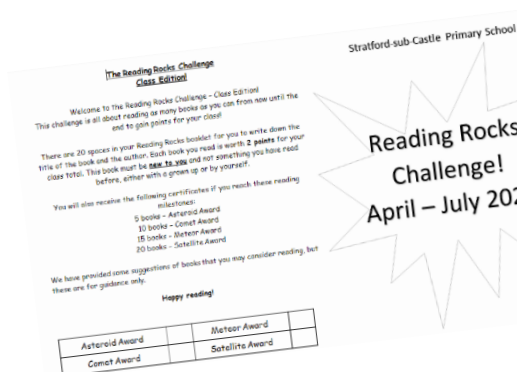 The Reading Rocks Challenge
Class Edition!
Welcome to the Reading Rocks Challenge – Class Edition!
This challenge is all about reading as many books as you can from now until the
end to gain points for your class!
There are 20 spaces in your Reading Rocks booklet for you to write down the
title of the book and the author. Each book you read is worth 2 points for your
class total. This book must be new to you and not something you have read
before, either with a grown up or by yourself.
You will also receive the following certificates if you reach these reading
milestones:
5 books – Asteroid Award
10 books – Comet Award
15 books – Meteor Award
20 books – Satellite Award
We have provided some suggestions of books that you may consider reading, but
these are for guidance only.
Happy reading!
Asteroid Award Meteor Award
Comet Award Satellite Award
Stratford-sub-Castle Primary School
Reading Rocks
Challenge!
April – July 202